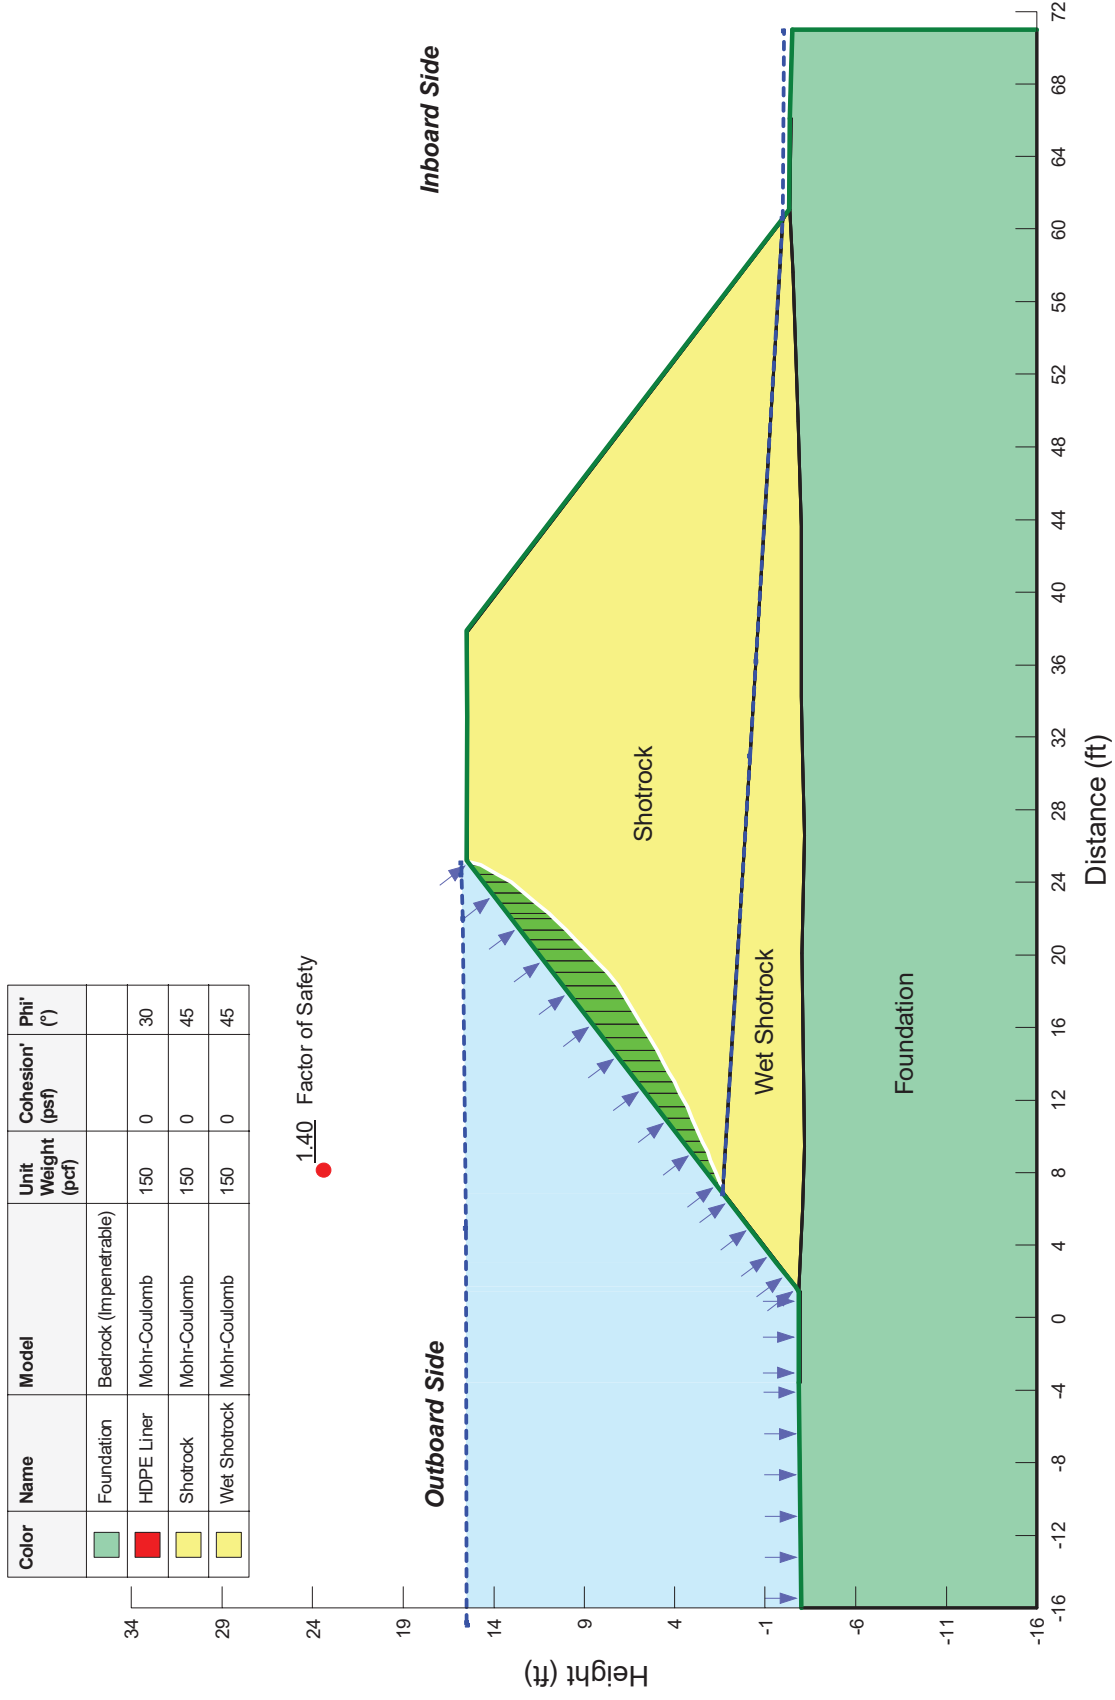 Color Name Model Unit Weight (pcf) Cohesion' (psf) Phi' (°)
Foundation Bedrock (Impenetrable)
HDPE Liner Mohr-Coulomb 150 0 30
Shotrock Mohr-Coulomb 150 0 45
Wet Shotrock Mohr-Coulomb 150 0 45
1.40 Factor of Safety
Outboard Side
Inboard Side
Shotrock
Wet Shotrock
Foundation
Height (ft)
34
29
24
19
14
9
4
-1
-6
-11
-16
-16 -12 -8 -4 0 4 8 12 16 20 24 28 32 36 40 44 48 52 56 60 64 68 72
Distance (ft)